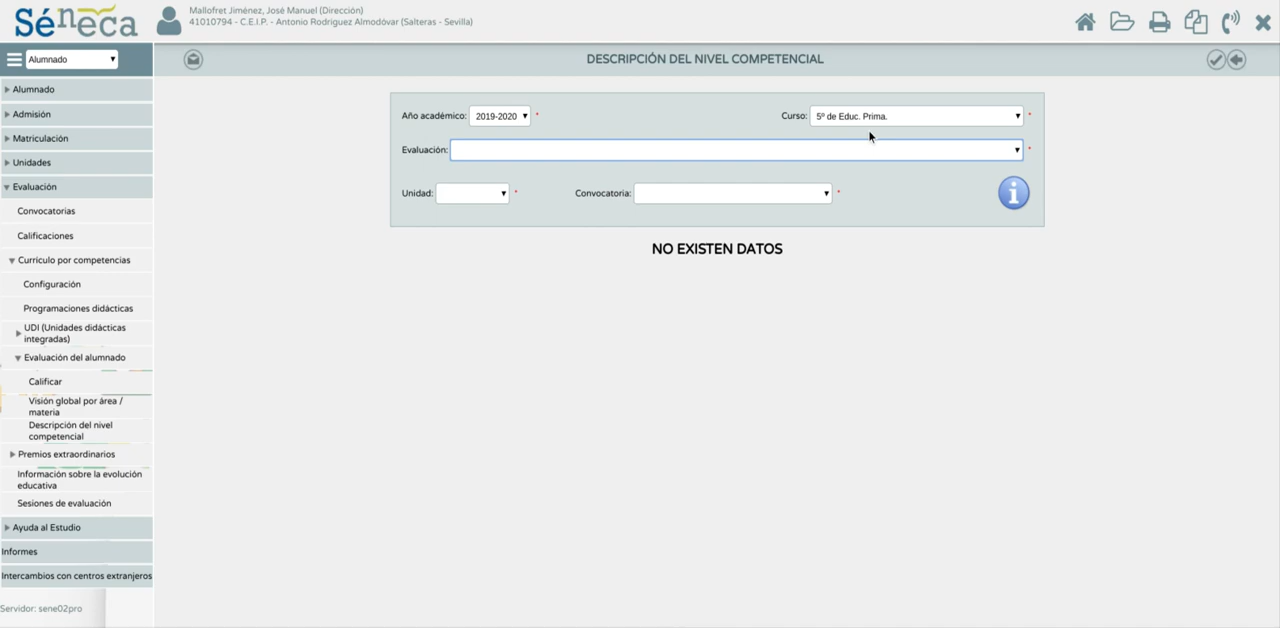 Séneca
Mallofret Jiménez, José Manuel (Dirección)
41010794 - C.E.I.P. - Antonio Rodriguez Almodóvar (Salteras - Sevilla)
Alumnado
DESCRIPCIÓN DEL NIVEL COMPETENCIAL
Alumnado
Admisión
Matriculación
Unidades
Evaluación
Convocatorias
Calificaciones
Currículo por competencias
Configuración
Programaciones didácticas
UDI (Unidades didácticas
integradas)
Evaluación del alumnado
Calificar
Visión global por área /
materia
Descripción del nivel
competencial
Premios extraordinarios
Información sobre la evolución
educativa
Sesiones de evaluación
Ayuda al Estudio
Informes
Intercambios con centros extranjeros
Servidor: sene02pro
Año académico: 2019-2020 * Curso: 5º de Educ. Prima. *
Evaluación: *
Unidad: * Convocatoria: *
i
NO EXISTEN DATOS